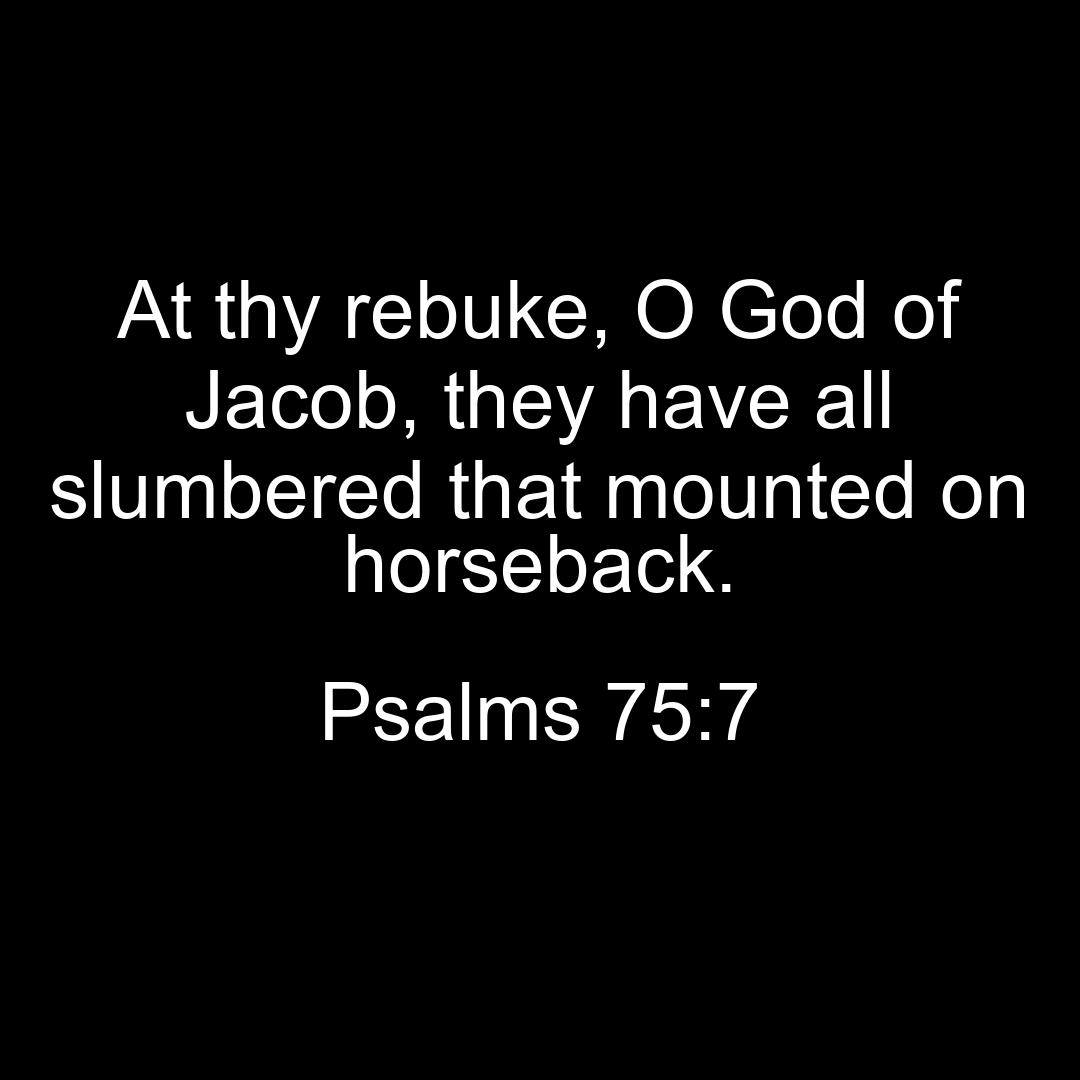 At thy rebuke, O God of
Jacob, they have all
slumbered that mounted on
horseback.
Psalms 75:7